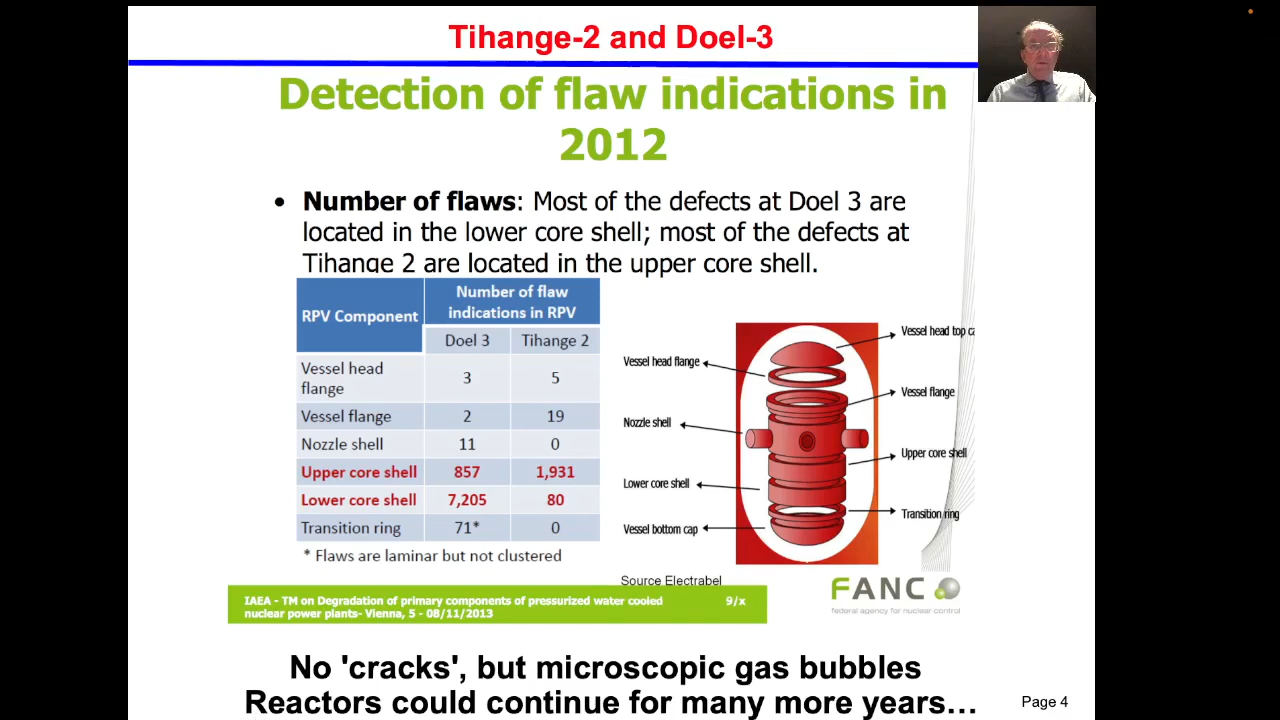 Tihange-2 and Doel-3
Detection of flaw indications in
2012
• Number of flaws: Most of the defects at Doel 3 are
located in the lower core shell; most of the defects at
Tihange 2 are located in the upper core shell.
RPV Component
Number of flaw
indications in RPV
Doel 3 Tihange 2
Vessel head
flange 3 5
Vessel flange 2 19
Nozzle shell 11 0
Upper core shell 857 1,931
Lower core shell 7,205 80
Transition ring 71* 0
* Flaws are laminar but not clustered
Vessel head top ca
Vessel head flange
Vessel flange
Nozzle shell
Upper core shell
Lower core shell
Transition ring
Vessel bottom cap
Source Electrabel
IAEA - TM on Degradation of primary components of pressurized water cooled
nuclear power plants- Vienna, 5 - 08/11/2013
9/x
FANC
federal agency for nuclear control
No 'cracks', but microscopic gas bubbles
Reactors could continue for many more years…
Page 4